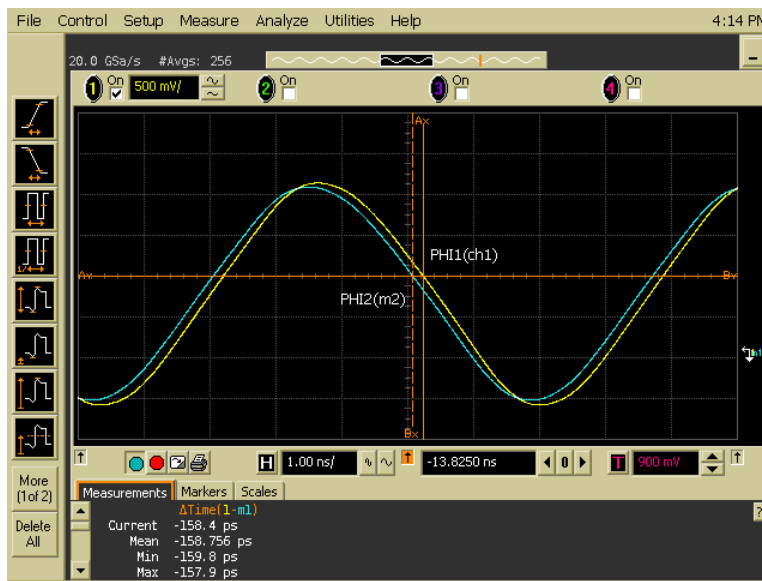 File Control Setup Measure Analyze Utilities Help 4:14 PM
20.0 GSa/s #Avgs: 256
1 On 500 mV/ 2 On 3 On 4 On
Ax
PHI1(ch1)
Ay By
PHI2(m2)
Bx
More
(1of 2)
Delete
All
H 1.00 ns/ -13.8250 ns 0 T 900 mV
Measurements Markers Scales
ΔTime(1-m1)
Current -158.4 ps
Mean -158.756 ps
Min -159.8 ps
Max -157.9 ps
?